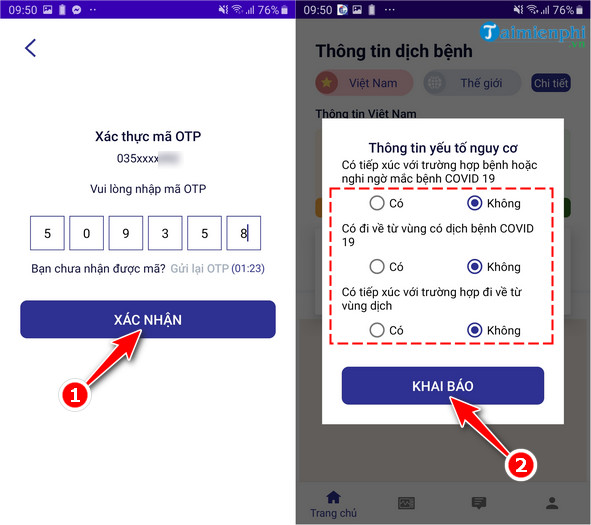 09:50
76%
Xác thực mã OTP
035xxxx
Vui lòng nhập mã OTP
5 0 9 3 5 8
Bạn chưa nhận được mã? Gửi lại OTP (01:23)
XÁC NHẬN
1
09:50
76%
Taimienphi
.vn
Thông tin dịch bệnh
Việt Nam
Thế giới
Chi tiết
Thông tin Việt Nam
Thông tin yếu tố nguy cơ
Có tiếp xúc với trường hợp bệnh hoặc
nghi ngờ mắc bệnh COVID 19
Có Không
Có đi về từ vùng có dịch bệnh COVID
19
Có Không
Có tiếp xúc với trường hợp đi về từ
vùng dịch
Có Không
KHAI BÁO
2
Trang chủ